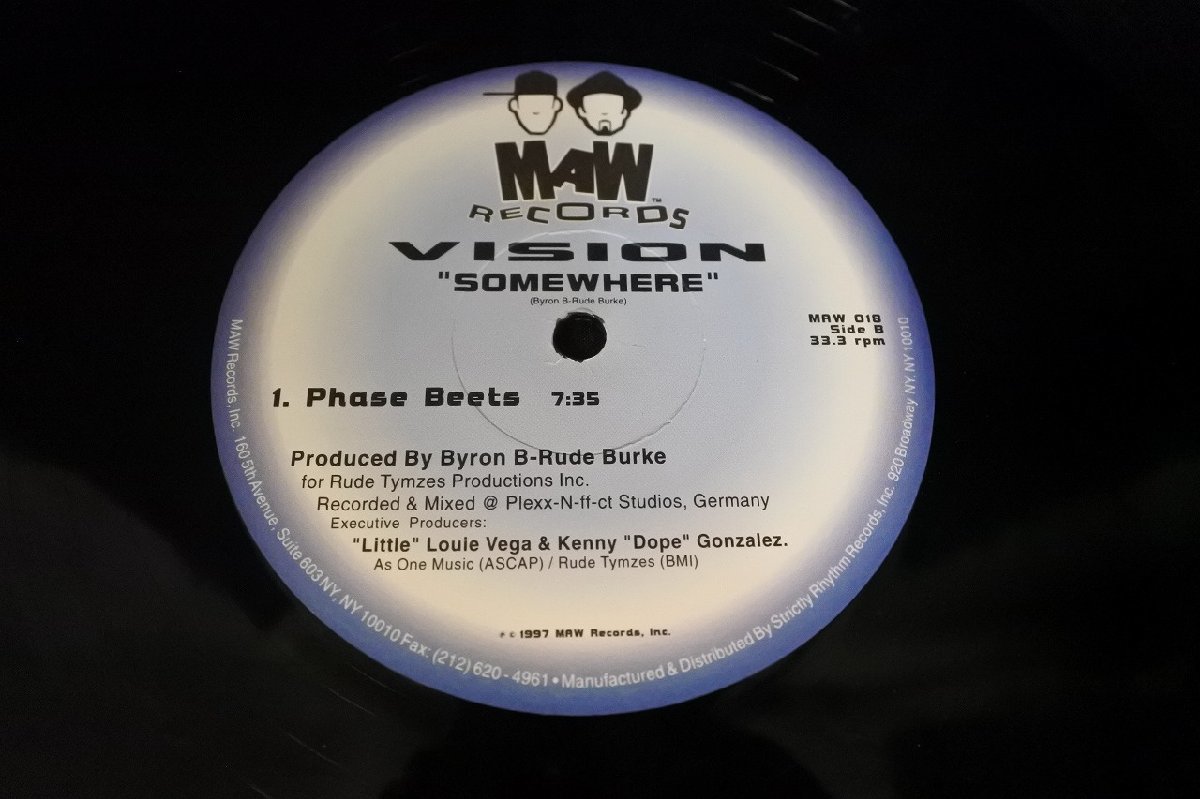 MAW™
RECORDS
VISION
"SOMEWHERE"
(Byron B-Rude Burke)
MAW 018
Side B
33.3 rpm
1. Phase Beets 7:35
Produced By Byron B-Rude Burke
for Rude Tymzes Productions Inc.
Recorded & Mixed @ Plexx-N-ff-ct Studios, Germany
Executive Producers:
"Little" Louie Vega & Kenny "Dope" Gonzalez.
As One Music (ASCAP) / Rude Tymzes (BMI)
℗ © 1997 MAW Records, Inc.
MAW Records, Inc. 160 5th Avenue, Suite 603 NY, NY 10010 Fax: (212) 620-4961 • Manufactured & Distributed By Strictly Rhythm Records, Inc. 920 Broadway NY, NY 10010